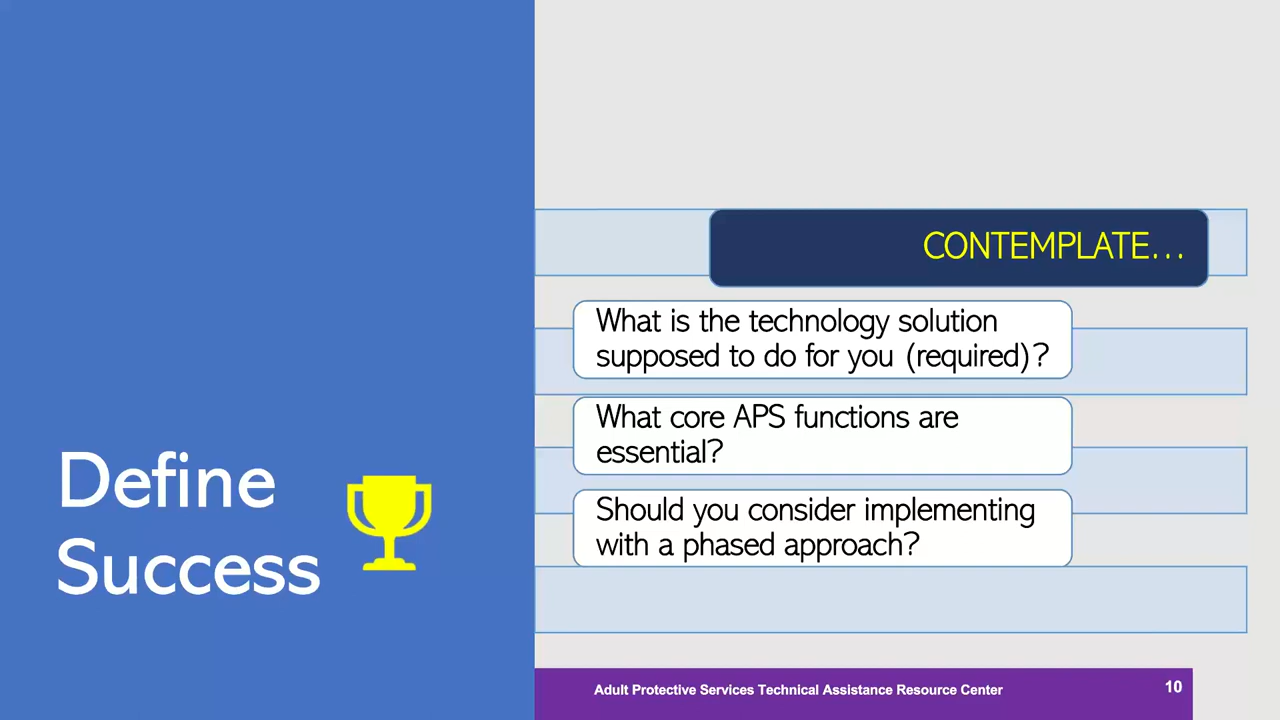 Define
Success
CONTEMPLATE...
What is the technology solution
supposed to do for you (required)?
What core APS functions are
essential?
Should you consider implementing
with a phased approach?
Adult Protective Services Technical Assistance Resource Center
10